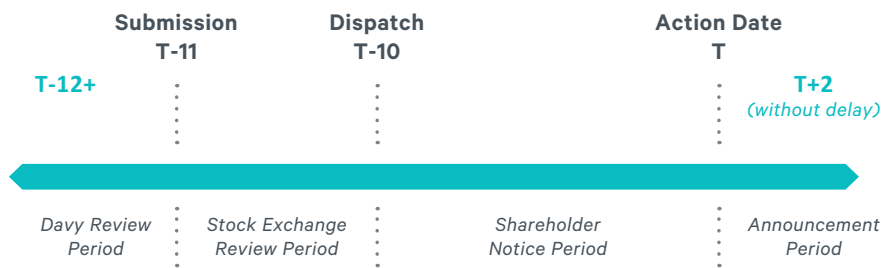 Submission
T-11
Dispatch
T-10
Action Date
T
T-12+
T+2
(without delay)
Davy Review
Period
Stock Exchange
Review Period
Shareholder
Notice Period
Announcement
Period